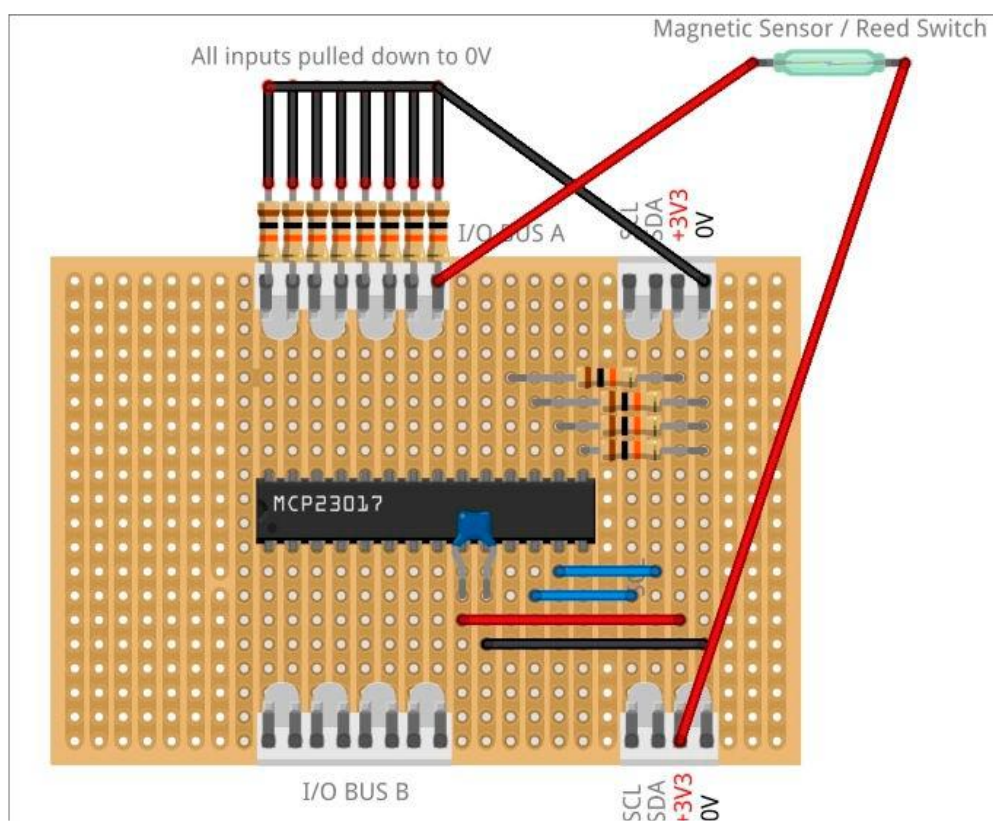 Magnetic Sensor / Reed Switch
All inputs pulled down to 0V
I/O BUS A
SCL
SDA
+3V3
0V
MCP23017
I/O BUS B
SCL
SDA
+3V3
0V